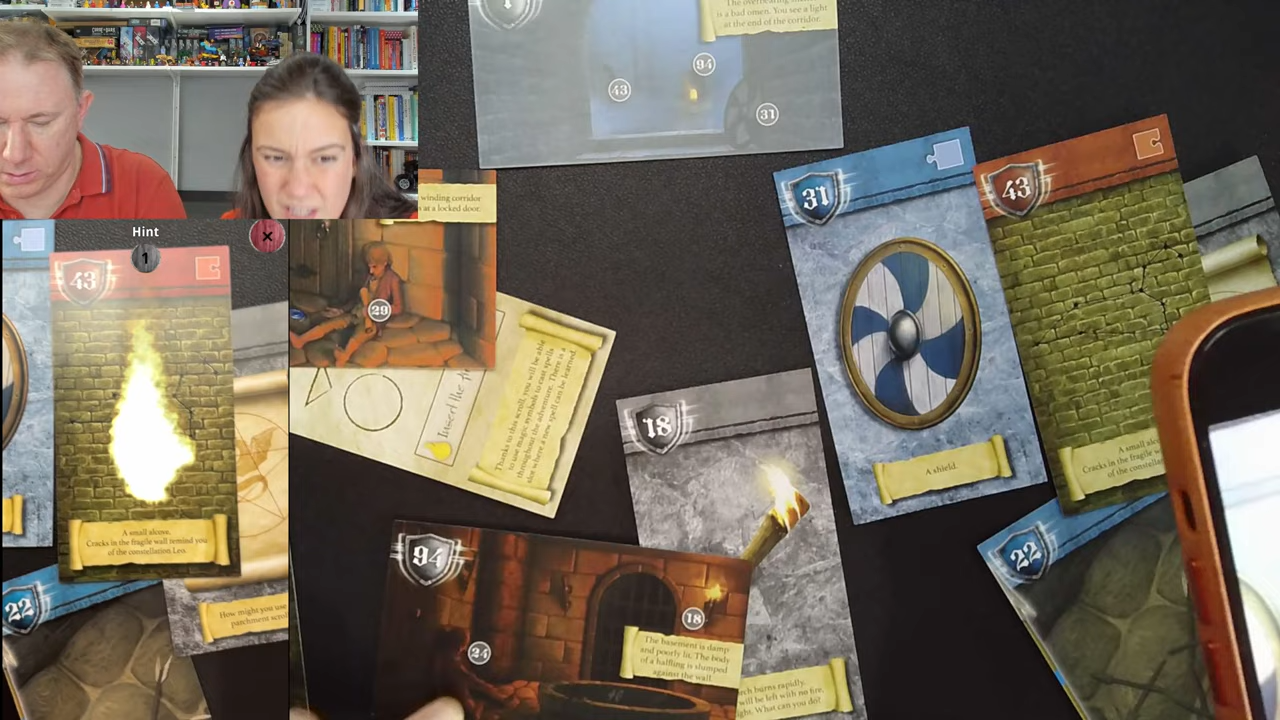 The overbearing
is a bad omen. You see a light
at the end of the corridor.
94
43
31
winding corridor
at a locked door.
Hint
1
43
A small alcove.
Cracks in the fragile wall remind you
of the constellation Leo.
22
How might you use
parchment scroll
29
Thanks to this scroll, you will be able
to use magic symbols to cast spells
throughout the adventure. There is a
else where a new spell can be learned.
Insert the
18
94
24
18
The basement is damp
and poorly lit. The body
of a halfling is slumped
against the wall.
burns rapidly.
will be left with no fire,
light. What can you do?
31
A shield.
43
A small
Cracks in the fragile
of the constellation
22